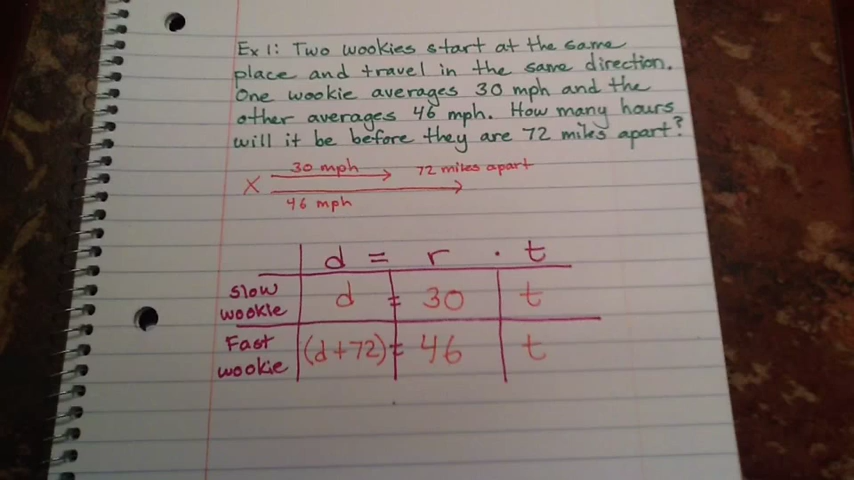 Ex 1: Two wookies start at the same
place and travel in the same direction.
One wookie averages 30 mph and the
other averages 46 mph. How many hours
will it be before they are 72 miles apart?
30 mph 72 miles apart
X
46 mph
d = r · t
Slow wookie d = 30 t
Fast wookie (d+72) = 46 t